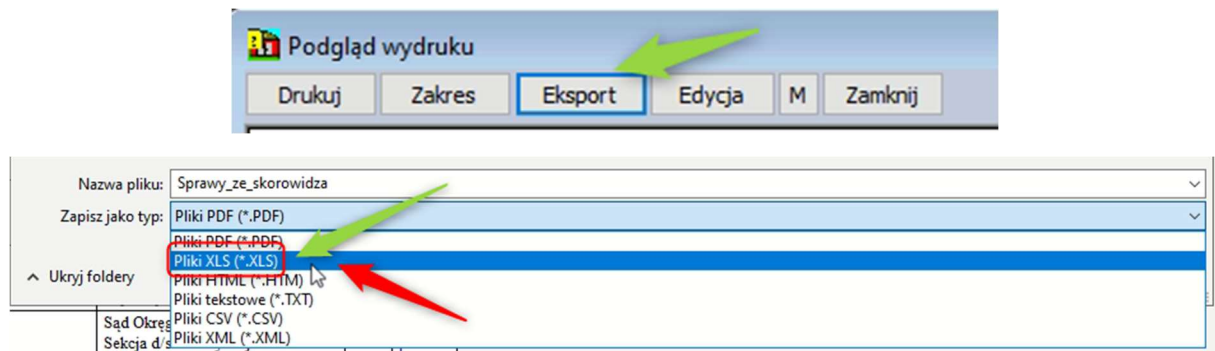 Podgląd wydruku
Drukuj Zakres Eksport Edycja M Zamknij
Nazwa pliku: Sprawy_ze_skorowidza
Zapisz jako typ: Pliki PDF (*.PDF)
Pliki PDF (*.PDF)
Pliki XLS (*.XLS)
Ukryj foldery Pliki HTML (*.HTM)
Pliki tekstowe (*.TXT)
Sąd Okręg Pliki CSV (*.CSV)
Sekcja d/s Pliki XML (*.XML)